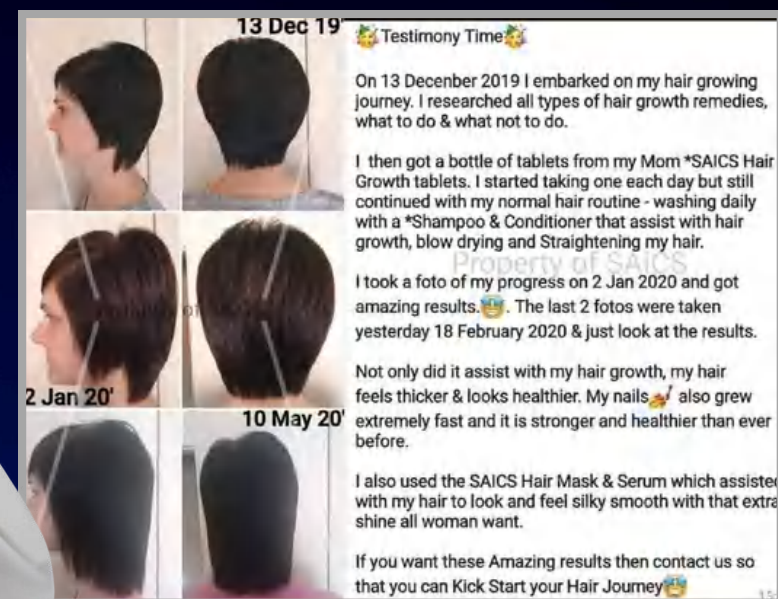 13 Dec 19'
2 Jan 20'
10 May 20'
Testimony Time
On 13 Decenber 2019 I embarked on my hair growing
journey. I researched all types of hair growth remedies,
what to do & what not to do.
I then got a bottle of tablets from my Mom *SAICS Hair
Growth tablets. I started taking one each day but still
continued with my normal hair routine - washing daily
with a *Shampoo & Conditioner that assist with hair
growth, blow drying and Straightening my hair.
Property of SAiCS
I took a foto of my progress on 2 Jan 2020 and got
amazing results. . The last 2 fotos were taken
yesterday 18 February 2020 & just look at the results.
Not only did it assist with my hair growth, my hair
feels thicker & looks healthier. My nails also grew
extremely fast and it is stronger and healthier than ever
before.
I also used the SAICS Hair Mask & Serum which assisted
with my hair to look and feel silky smooth with that extra
shine all woman want.
If you want these Amazing results then contact us so
that you can Kick Start your Hair Journey